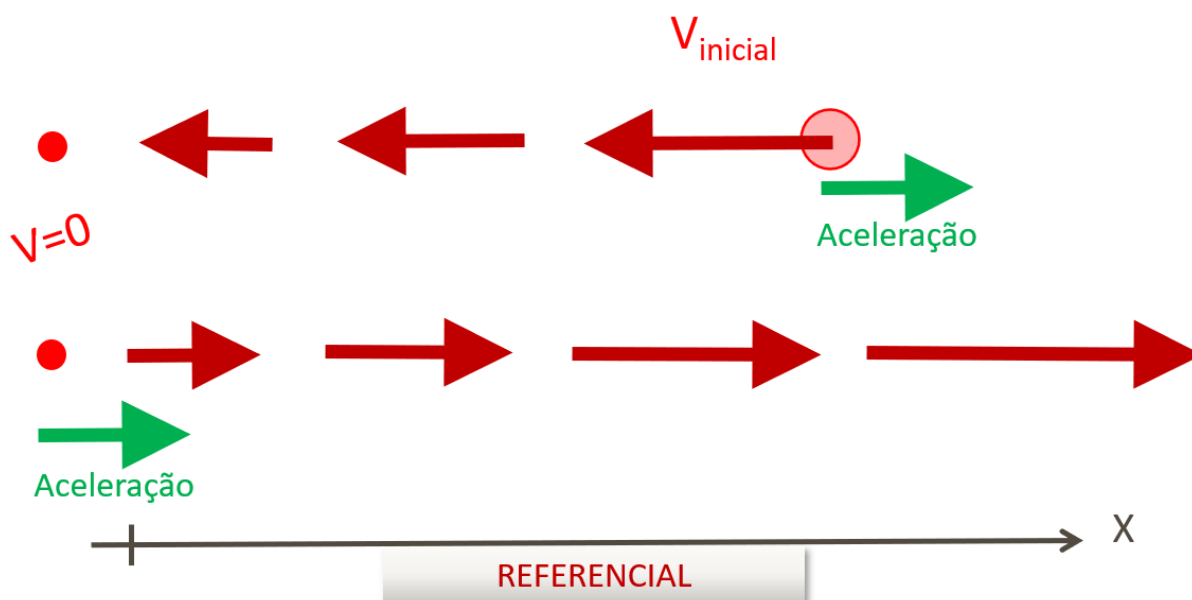 Vinicial
Aceleração
V=0
Aceleração
X
REFERENCIAL